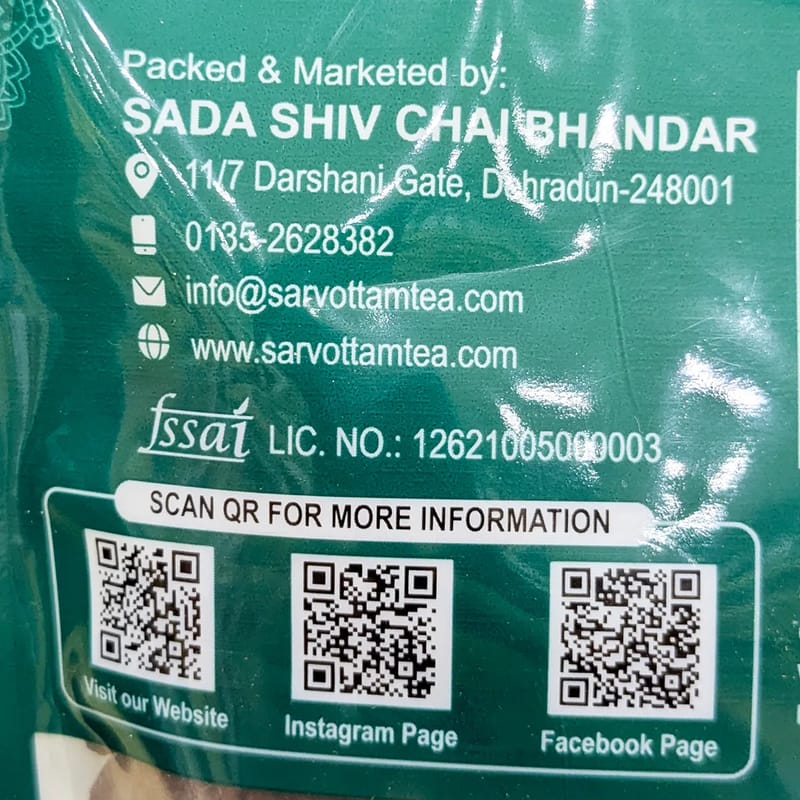 Packed & Marketed by:
SADA SHIV CHAI BHANDAR
11/7 Darshani Gate, Dehradun-248001
0135-2628382
info@sarvottamtea.com
www.sarvottamtea.com
fssai LIC. NO.: 12621005000003
SCAN QR FOR MORE INFORMATION
Visit our Website
Instagram Page
Facebook Page